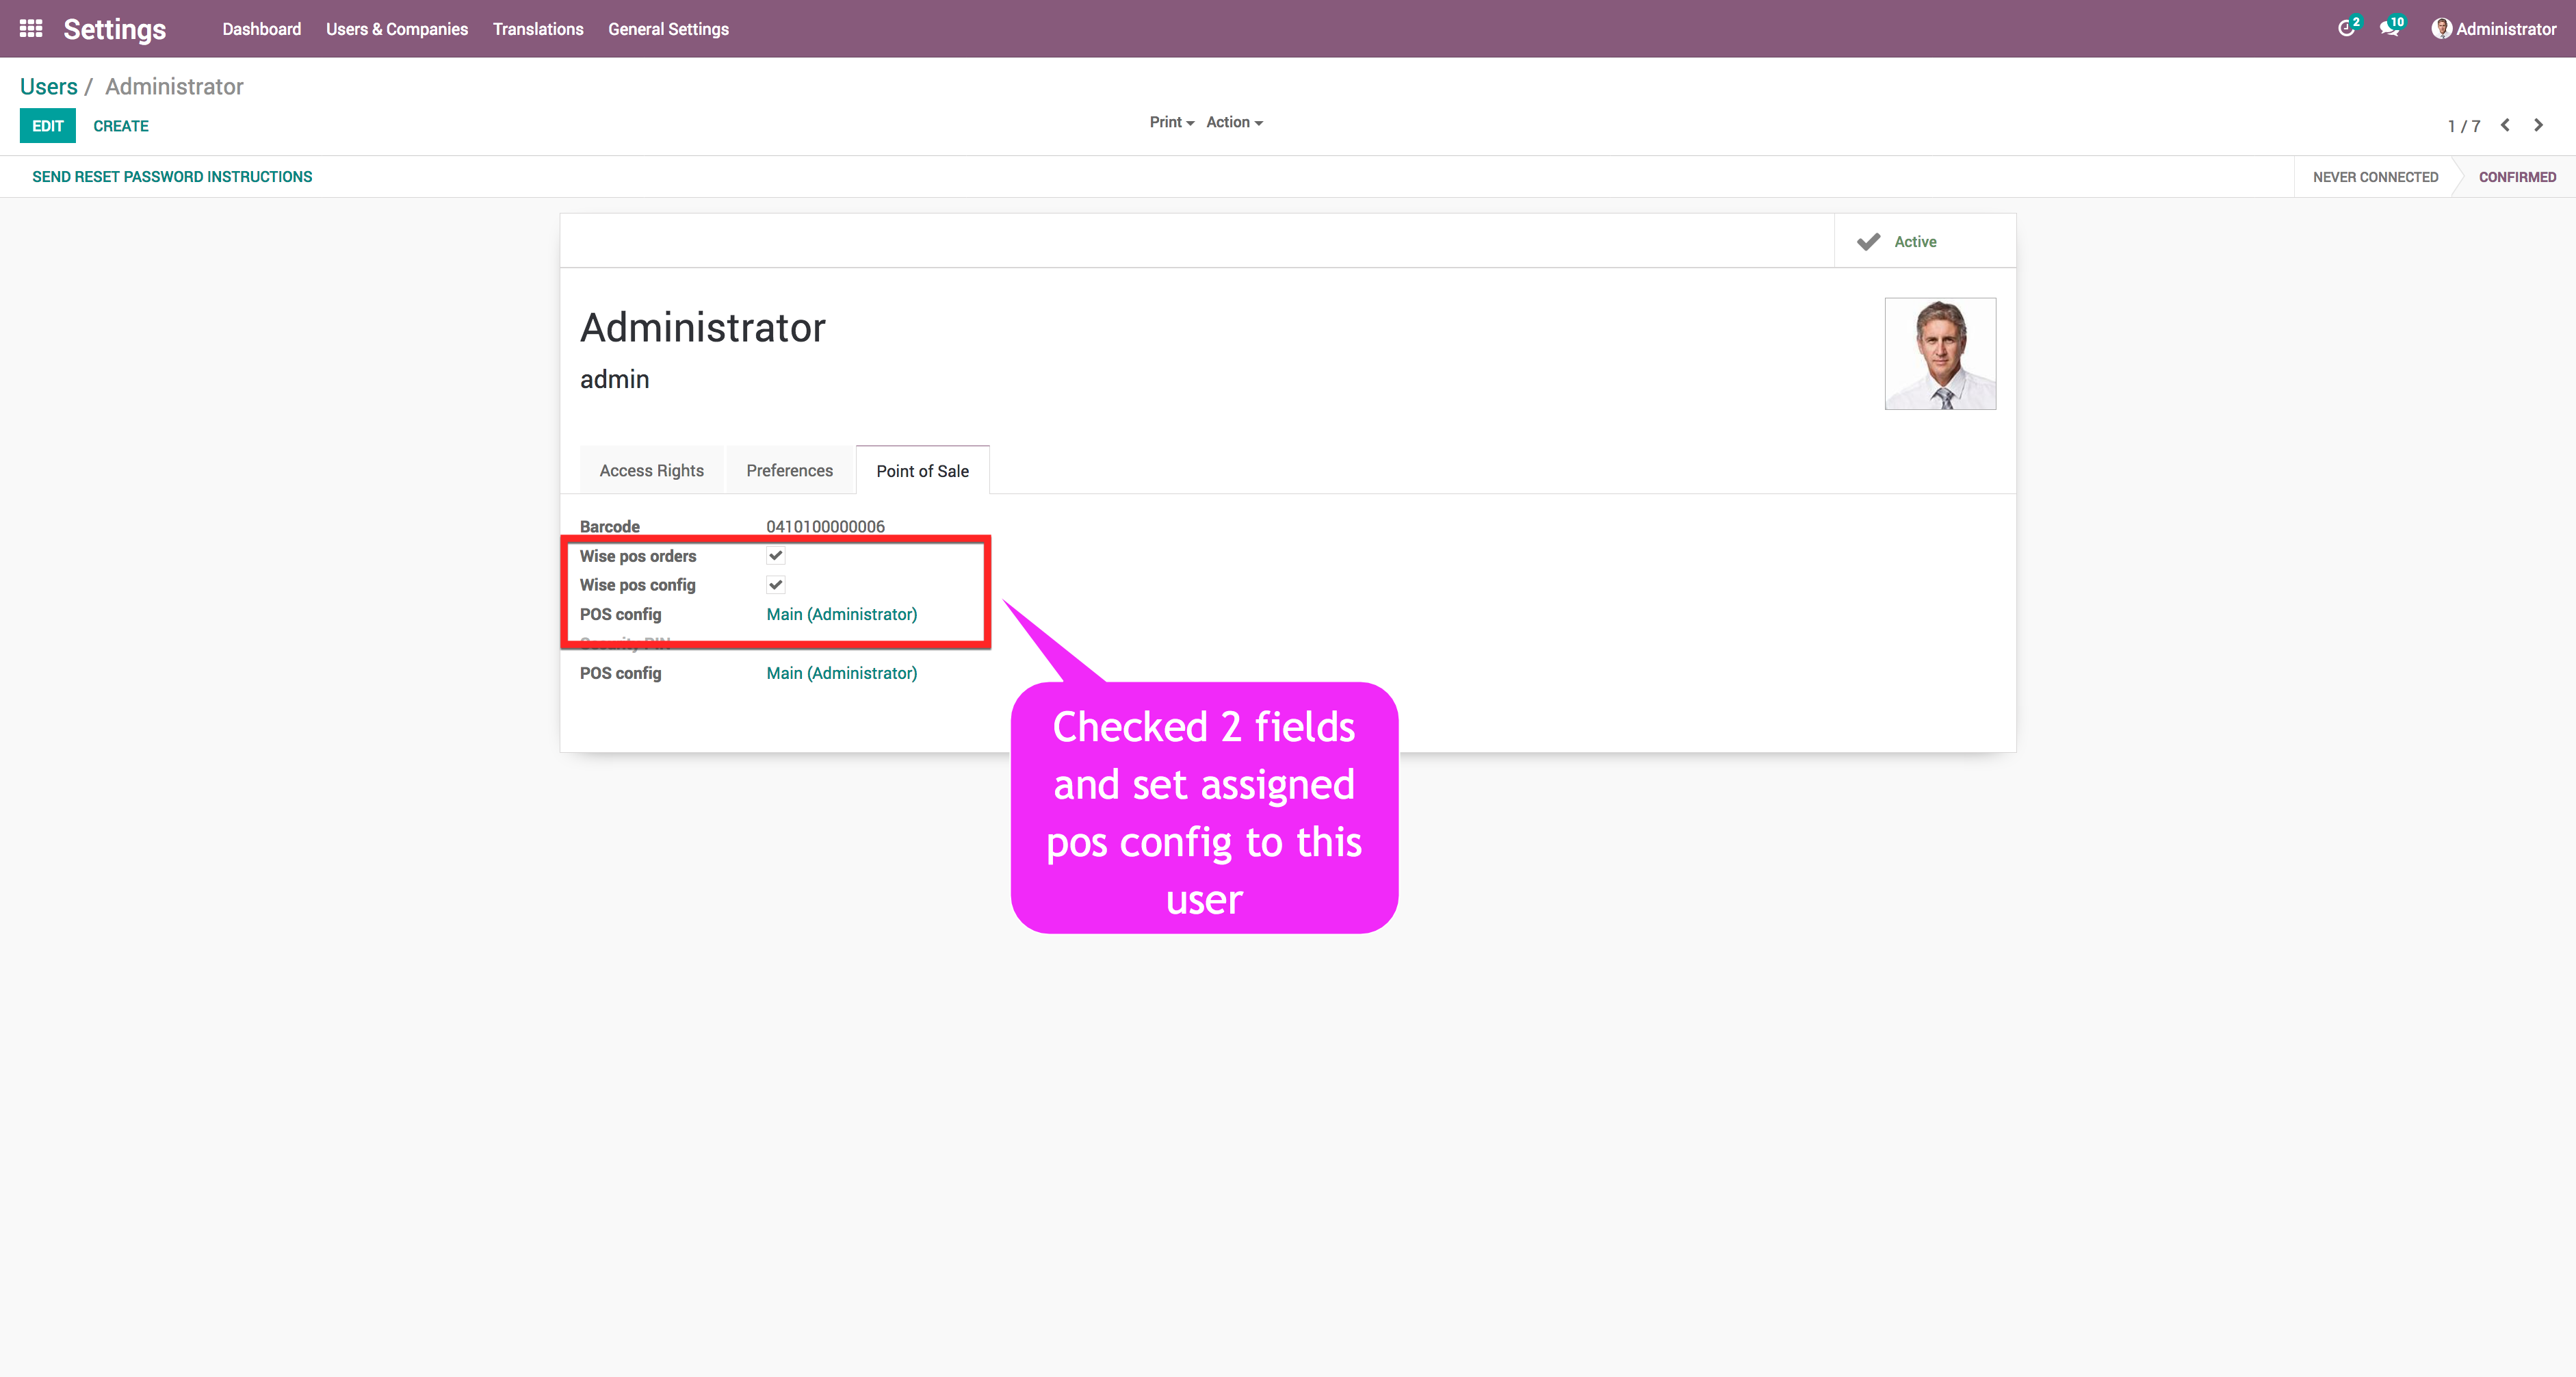 Settings Dashboard Users & Companies Translations General Settings 2 10 Administrator
Users / Administrator
EDIT CREATE Print Action 1 / 7
SEND RESET PASSWORD INSTRUCTIONS NEVER CONNECTED CONFIRMED
Active
Administrator
admin
Access Rights Preferences Point of Sale
Barcode 0410100000006
Wise pos orders
Wise pos config
POS config Main (Administrator)
Security PIN
POS config Main (Administrator)
Checked 2 fields
and set assigned
pos config to this
user